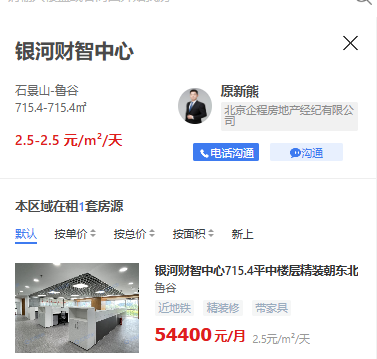 银河财智中心
石景山-鲁谷
715.4-715.4㎡
2.5-2.5 元/m²/天
原新熊
北京企程房地产经纪有限公司
电话沟通
沟通
本区域在租1套房源
默认 按单价 按总价 按面积 新上
银河财智中心715.4平中楼层精装朝东北
鲁谷
近地铁 精装修 带家具
54400元/月 2.5元/㎡/天